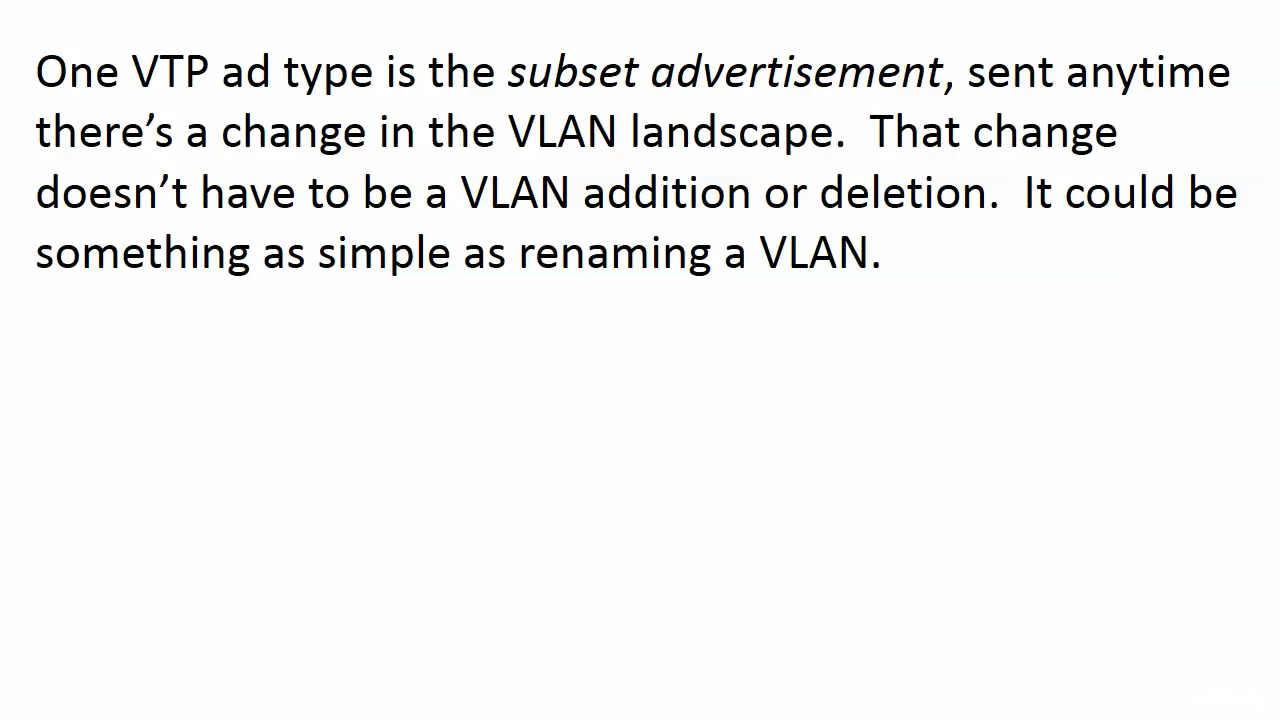 One VTP ad type is the subset advertisement, sent anytime
there’s a change in the VLAN landscape.  That change
doesn’t have to be a VLAN addition or deletion.  It could be
something as simple as renaming a VLAN.